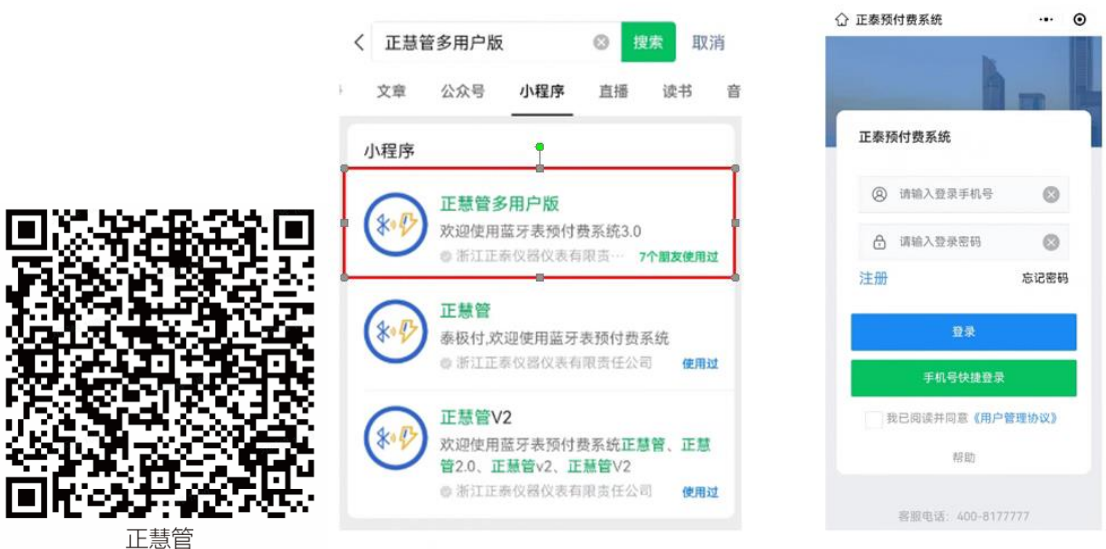 正慧管
正慧管多用户版
搜索
取消
文章
公众号
小程序
直播
读书
音
小程序
正慧管多用户版
欢迎使用蓝牙表预付费系统3.0
浙江正泰仪器仪表有限责…
7个朋友使用过
正慧管
泰极付,欢迎使用蓝牙表预付费系统
浙江正泰仪器仪表有限责任公司
使用过
正慧管V2
欢迎使用蓝牙表预付费系统正慧管、正慧
管2.0、正慧管v2、正慧管V2
浙江正泰仪器仪表有限责任公司
使用过
正泰预付费系统
正泰预付费系统
请输入登录手机号
请输入登录密码
注册
忘记密码
登录
手机号快捷登录
我已阅读并同意《用户管理协议》
帮助
客服电话：400-8177777